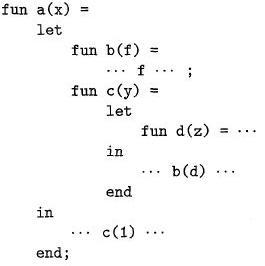 fun a(x) =
let
fun b(f) =
··· f ··· ;
fun c(y) =
let
fun d(z) = ···
in
··· b(d) ···
end
in
··· c(1) ···
end;